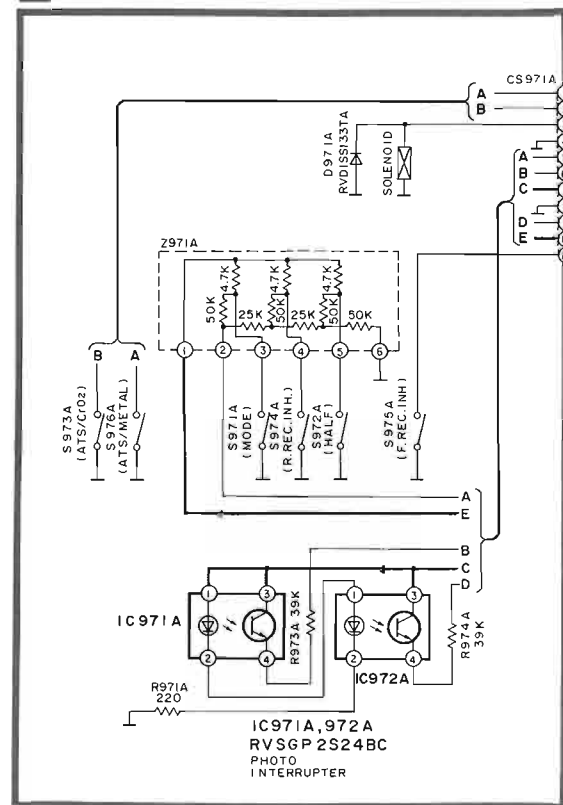 CS971A
A
B
D971A
RVDISS133TA
SOLENOID
A
B
C
D
E
Z971A
4.7K
4.7K
4.7K
50K
50K
50K
25K
25K
50K
1
2
3
4
5
6
B
A
S973A
(ATS/CrO2)
S976A
(ATS/METAL)
S971A
(MODE)
S974A
(R.REC.INH.)
S972A
(HALF)
S975A
(F.REC.INH)
A
E
B
C
D
IC971A
1
3
2
4
R973A 39K
1
3
2
4
IC972A
R974A
39K
R971A
220
IC971A,972A
RVSGP2S24BC
PHOTO
INTERRUPTER